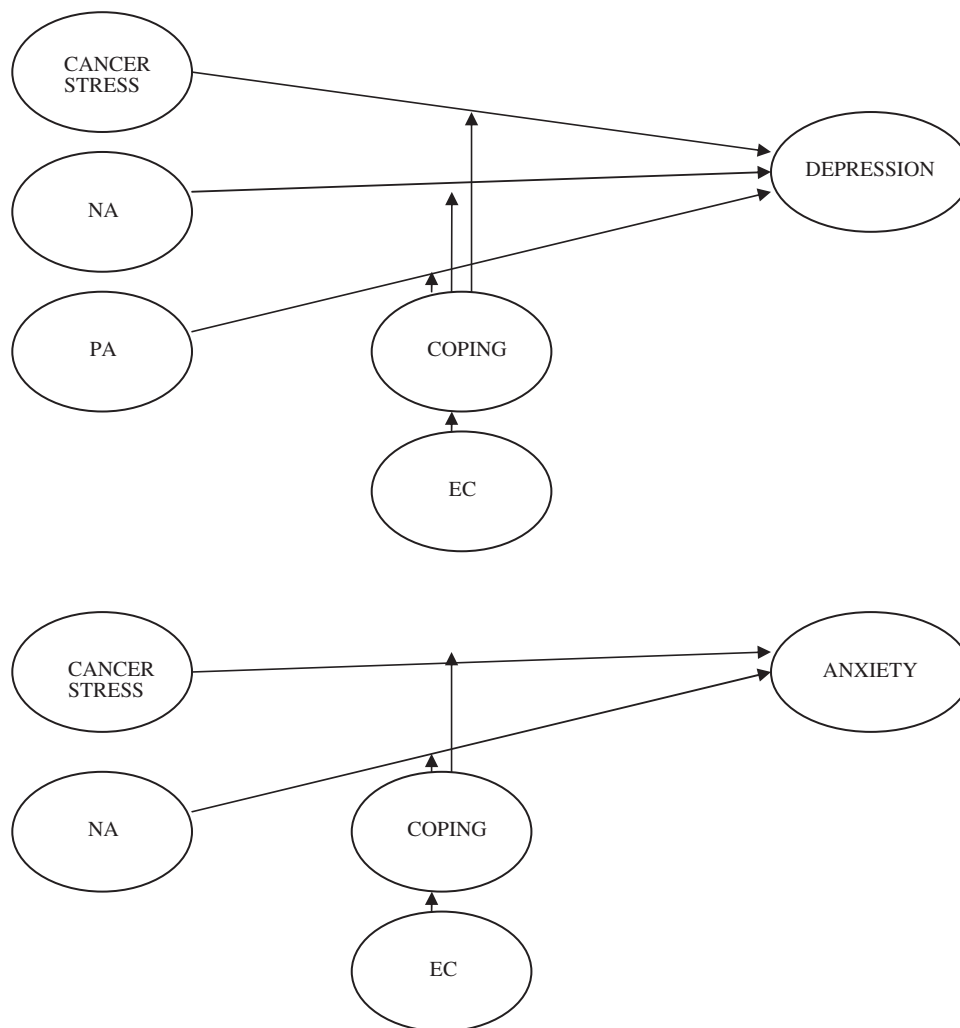 CANCER
STRESS
DEPRESSION
NA
PA
COPING
EC
CANCER
STRESS
ANXIETY
NA
COPING
EC